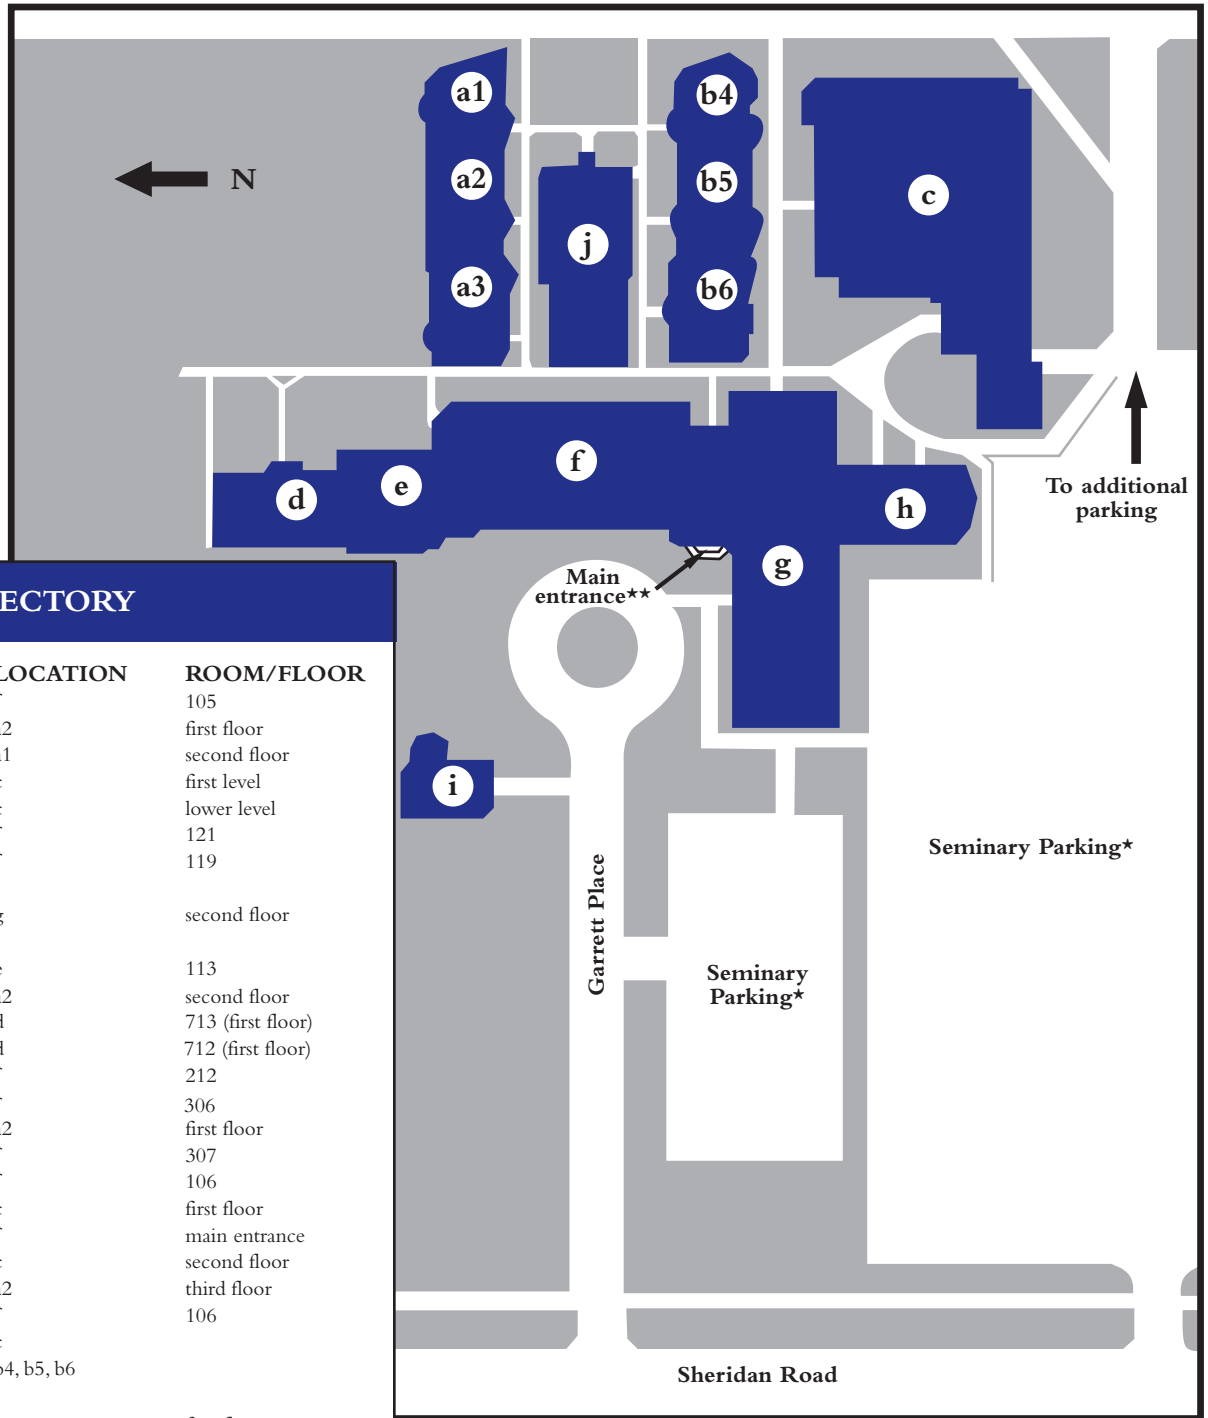 a1
b4
c
a2
b5
N
j
a3
b6
f
e
d
h
To additional
parking
g
Main
entrance★★
ECTORY
LOCATION ROOM/FLOOR
105
first floor
second floor
first level
lower level
121
119
second floor
113
second floor
713 (first floor)
712 (first floor)
212
306
first floor
307
106
first floor
main entrance
second floor
third floor
106
b5, b6
i
Garrett Place
Seminary Parking★
Seminary
Parking★
Sheridan Road